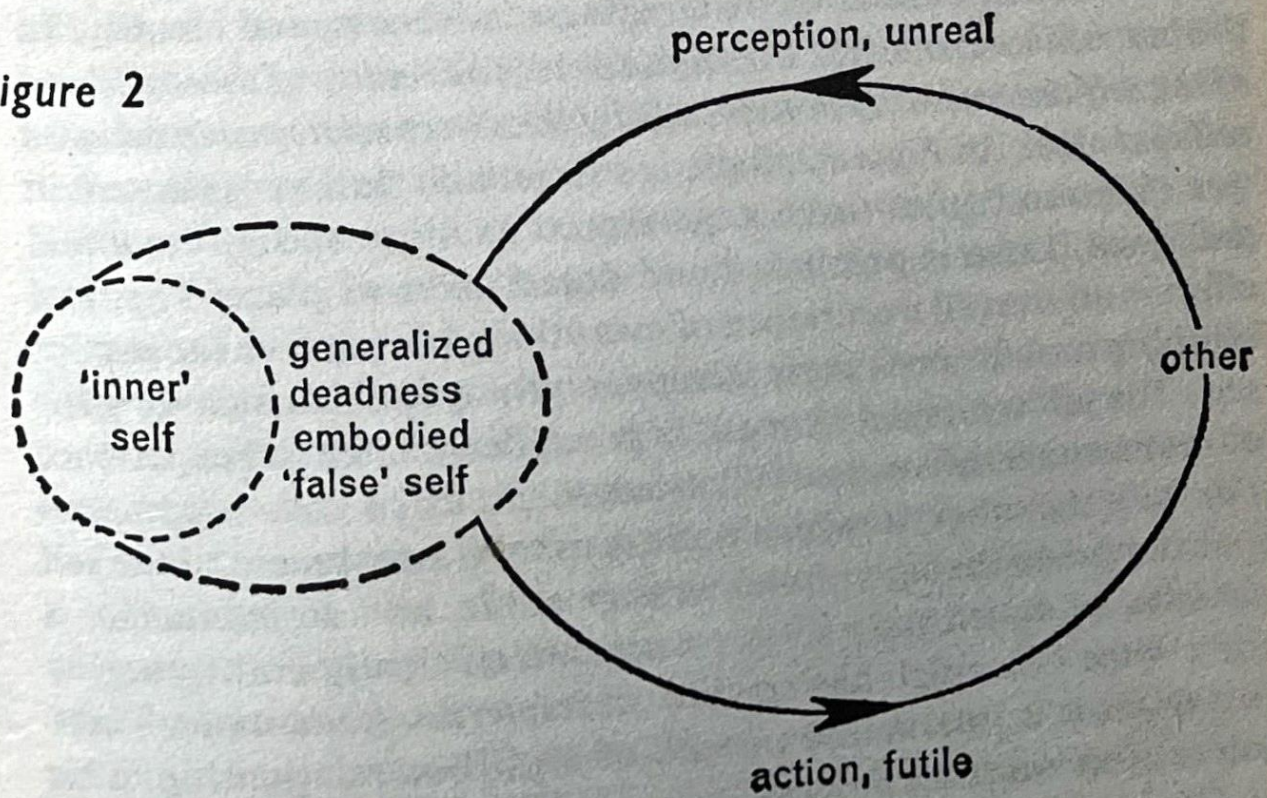 perception, unreal
igure 2
generalized
'inner' deadness
self embodied
'false' self
other
action, futile